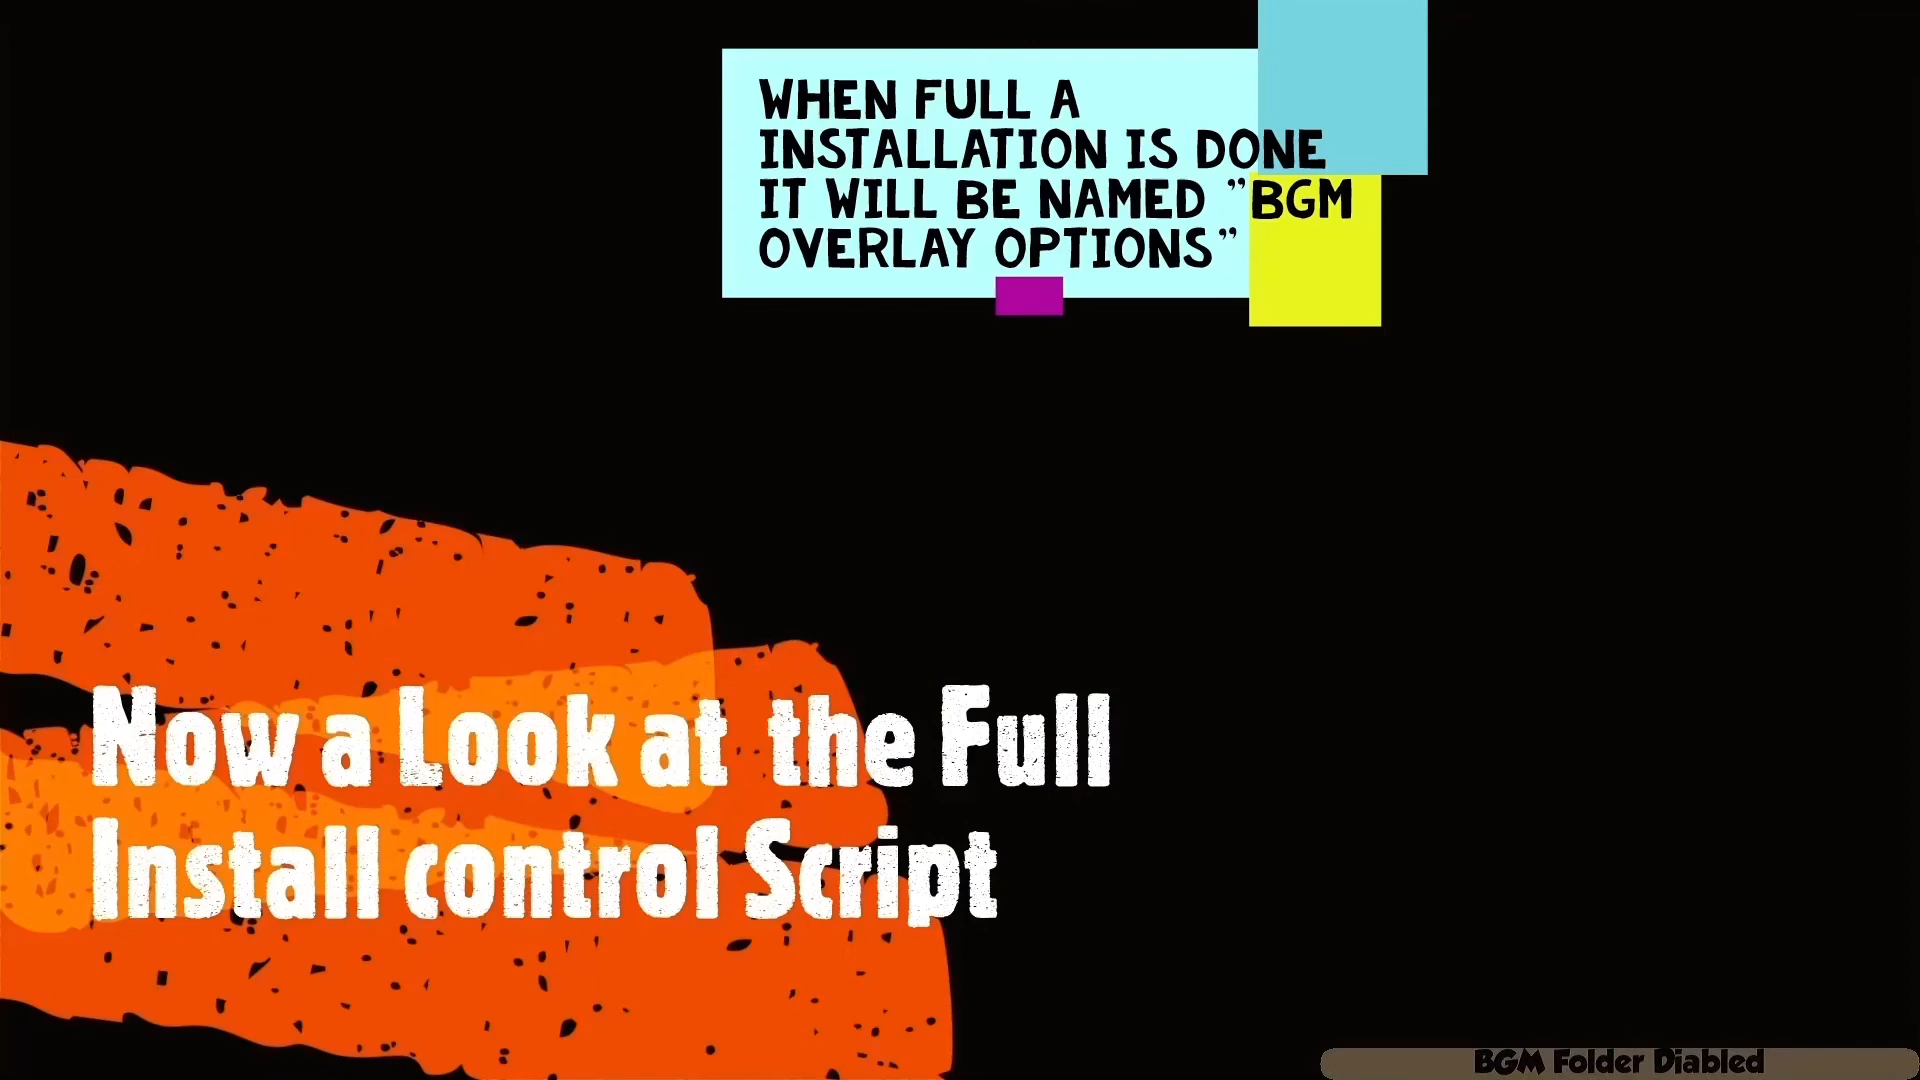 WHEN FULL A
INSTALLATION IS DONE
IT WILL BE NAMED "BGM
OVERLAY OPTIONS"
Now a Look at the Full
Install control Script
BGM Folder Diabled